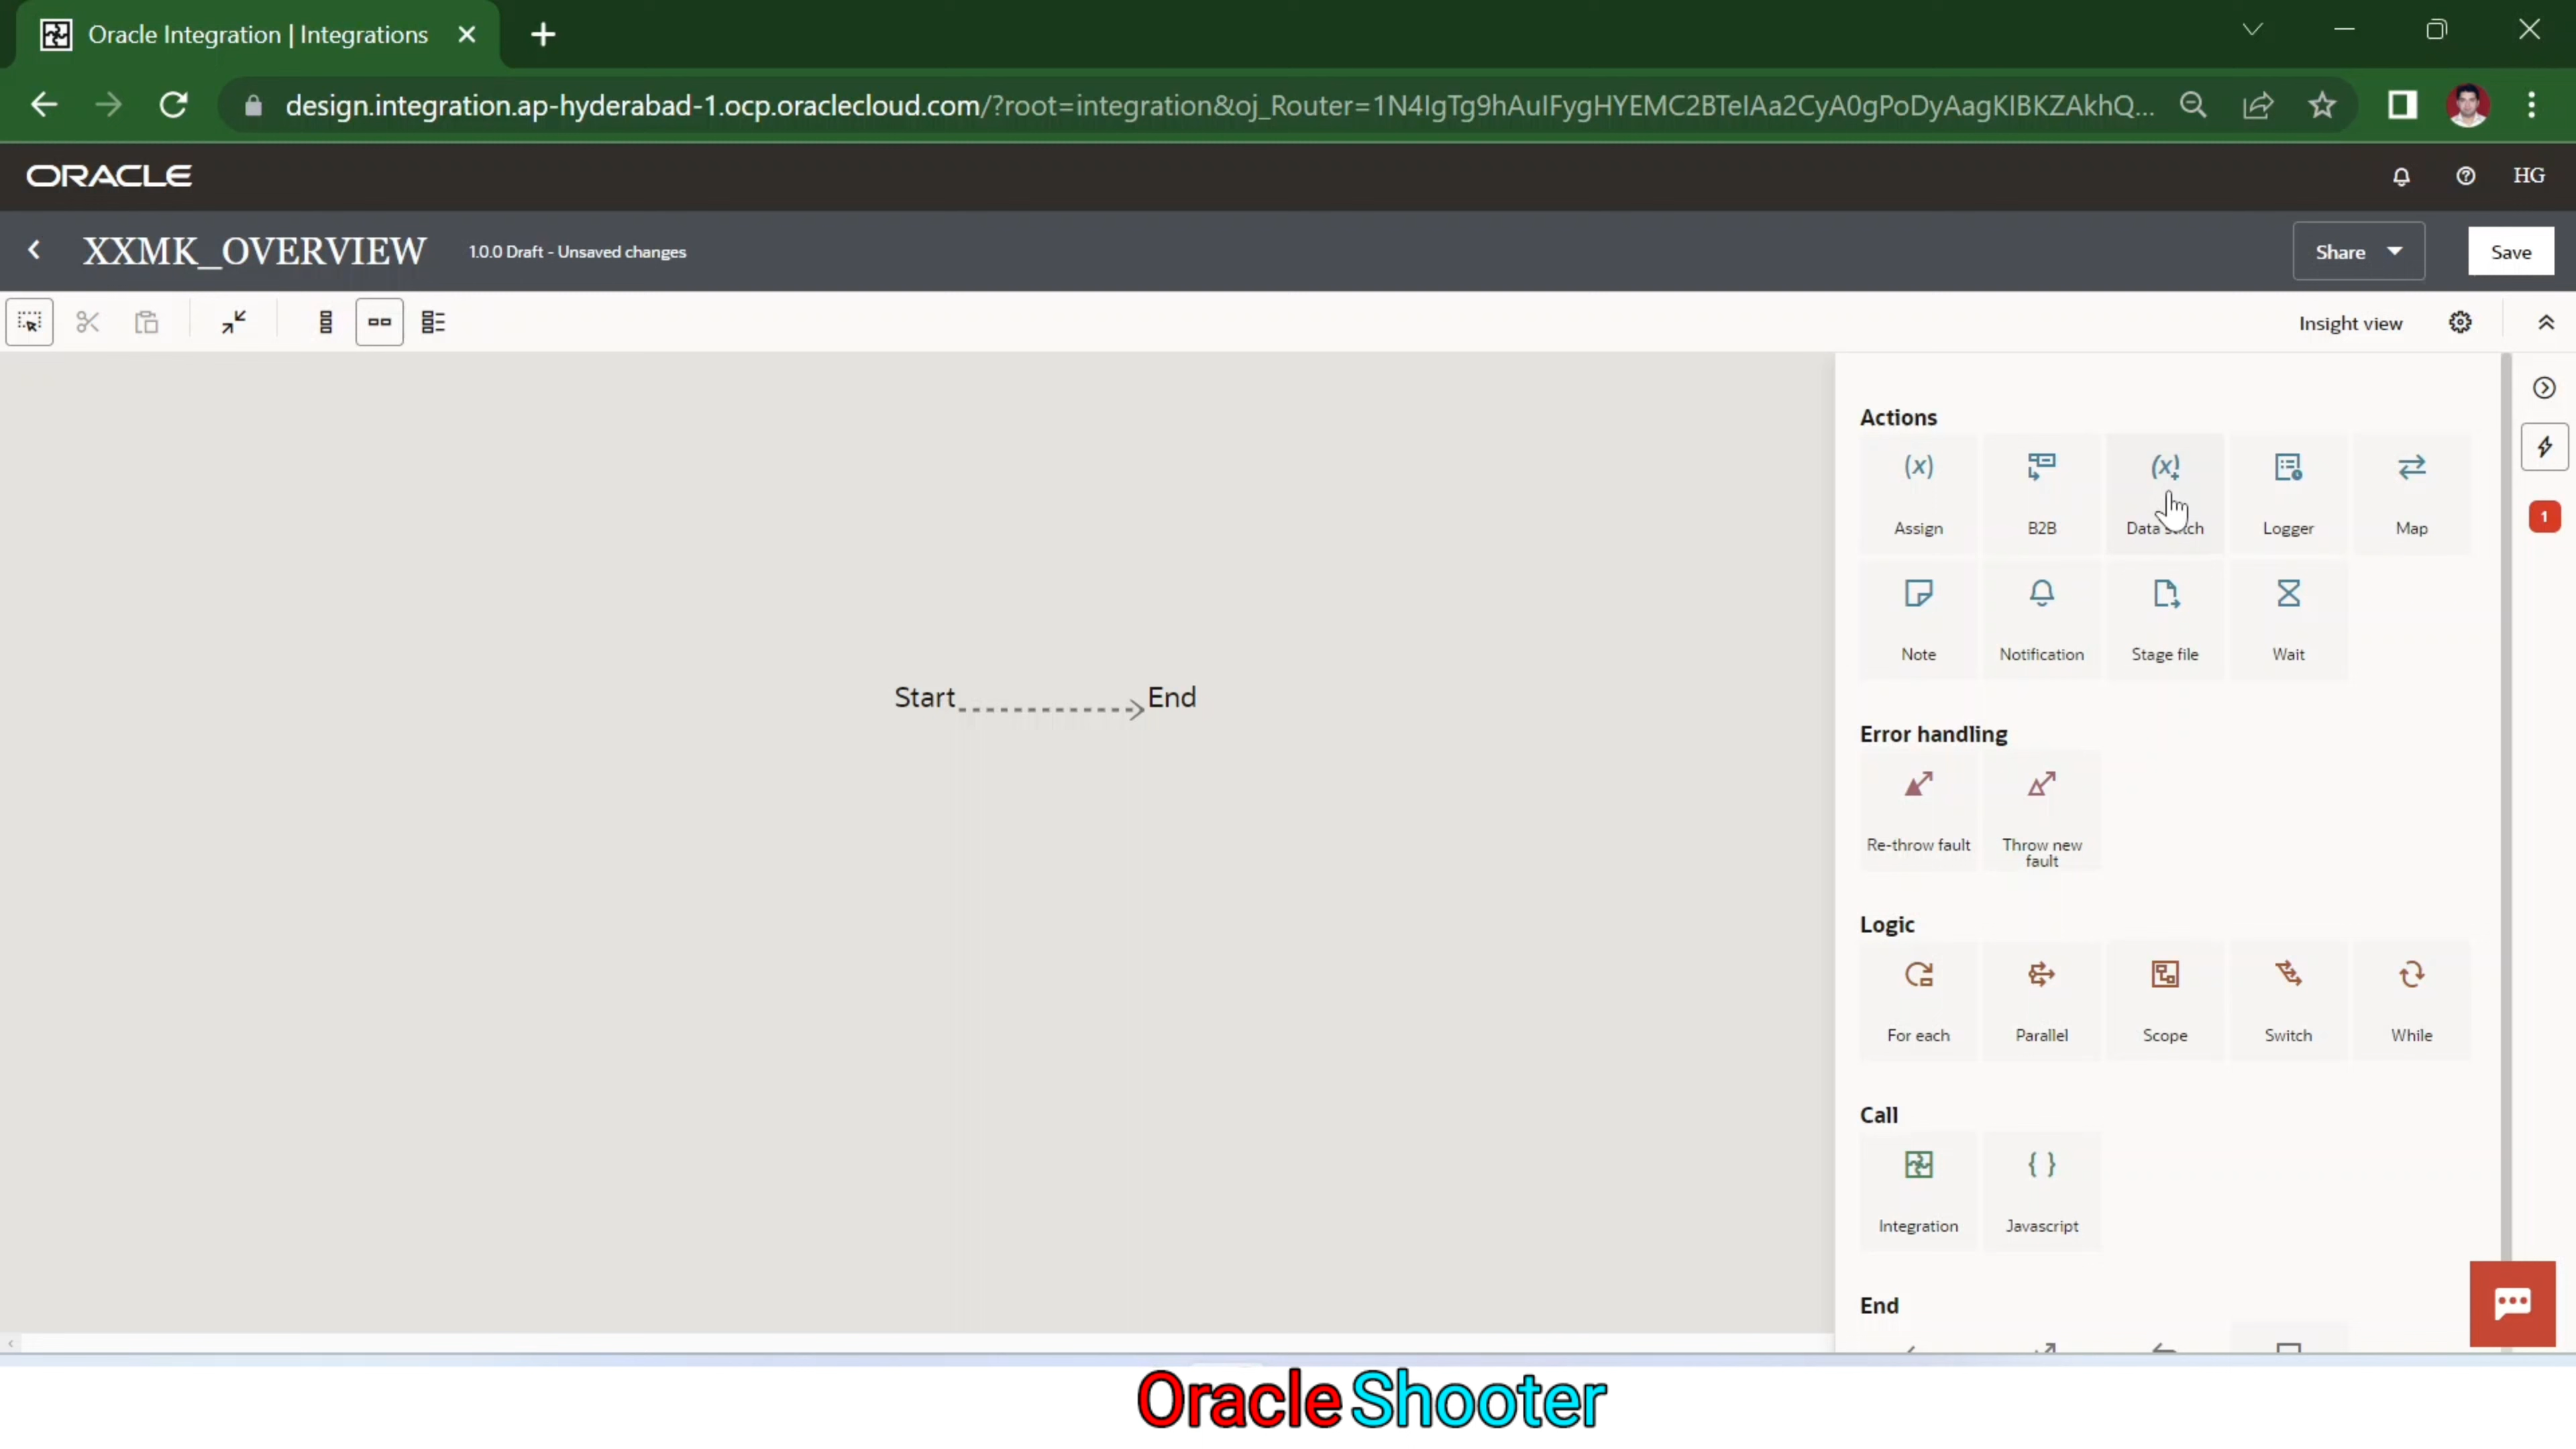 Oracle Integration | Integrations
design.integration.ap-hyderabad-1.ocp.oraclecloud.com/?root=integration&oj_Router=1N4IgTg9hAuIFygHYEMC2BTeIAa2CyA0gPoDyAagKIBKZAkhQ...
ORACLE
HG
XXMK_OVERVIEW 1.0.0 Draft - Unsaved changes Share Save
Insight view
Actions
Assign B2B Logger Map
1
Note Notification Stage file Wait
Start End
Error handling
Re-throw fault Throw new
fault
Logic
For each Parallel Scope Switch While
Call
Integration Javascript
End
Oracle Shooter